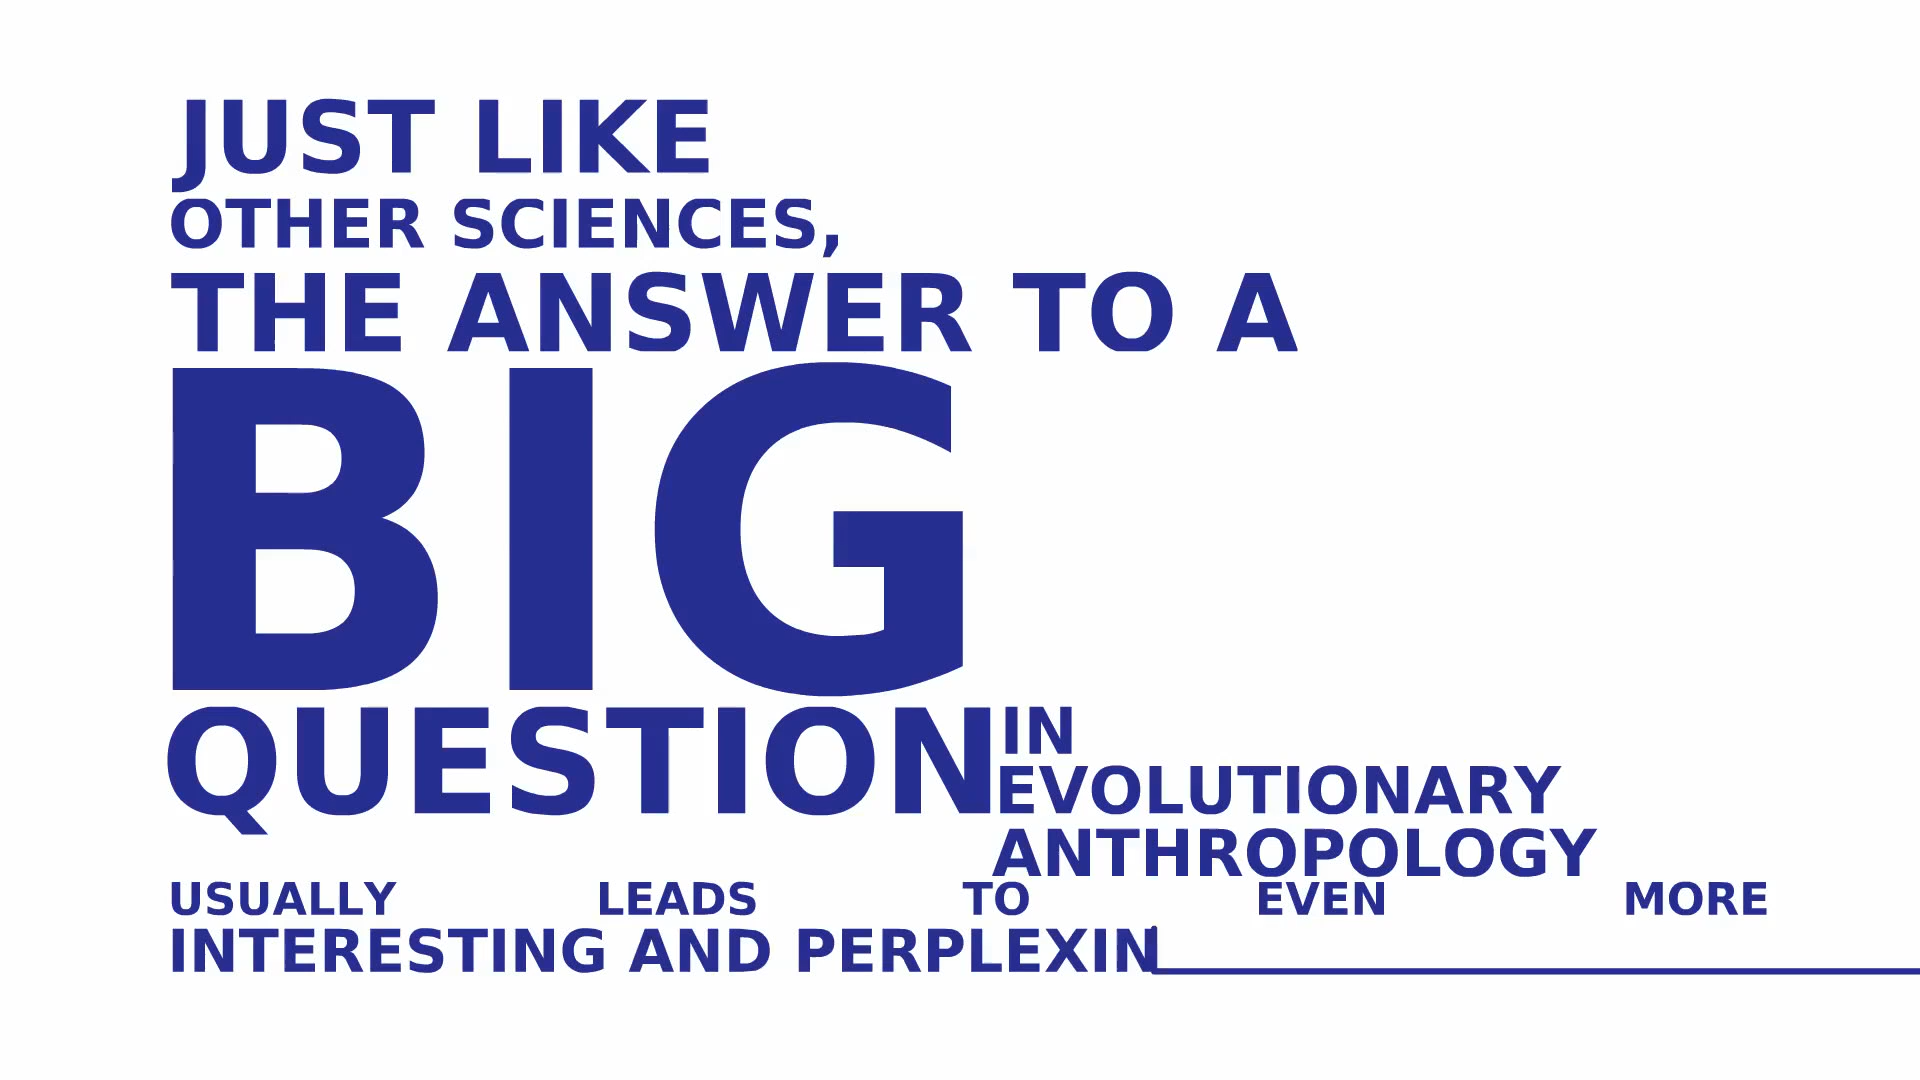 JUST LIKE
OTHER SCIENCES,
THE ANSWER TO A
BIG
QUESTION IN
EVOLUTIONARY
ANTHROPOLOGY
USUALLY LEADS TO EVEN MORE
INTERESTING AND PERPLEXIN